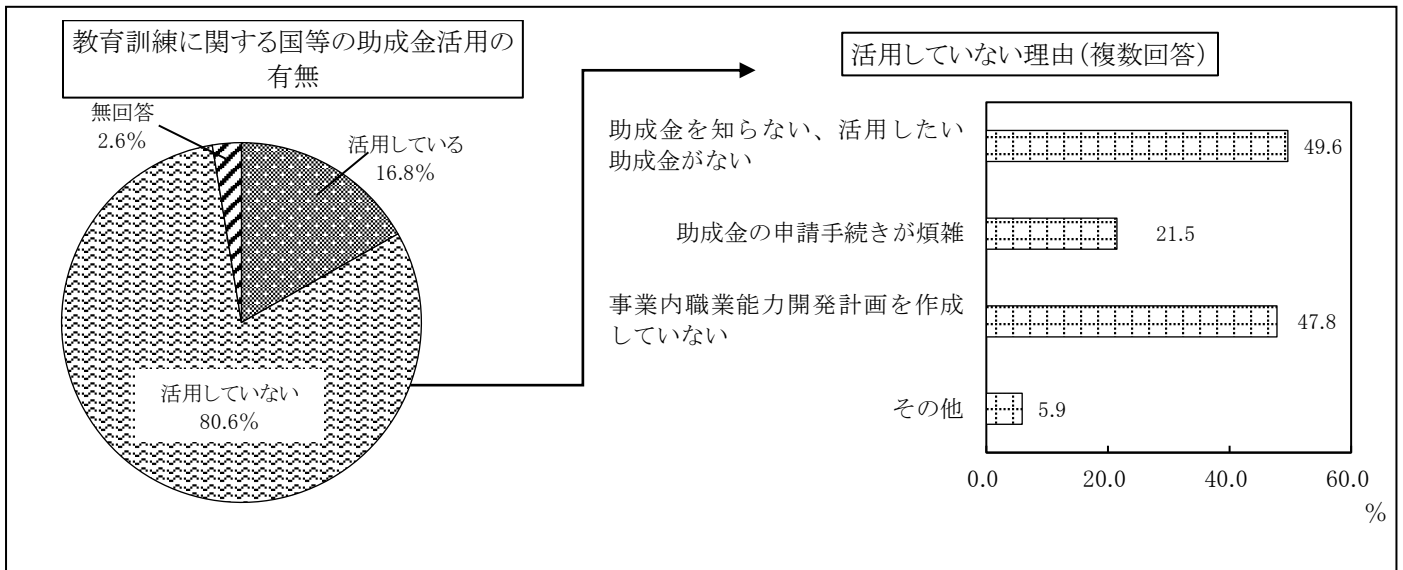 教育訓練に関する国等の助成金活用の
有無
無回答
2.6%
活用している
16.8%
活用していない
80.6%
活用していない理由(複数回答)
助成金を知らない、活用したい
助成金がない
49.6
助成金の申請手続きが煩雑
21.5
事業内職業能力開発計画を作成
していない
47.8
その他
5.9
0.0 20.0 40.0 60.0
%